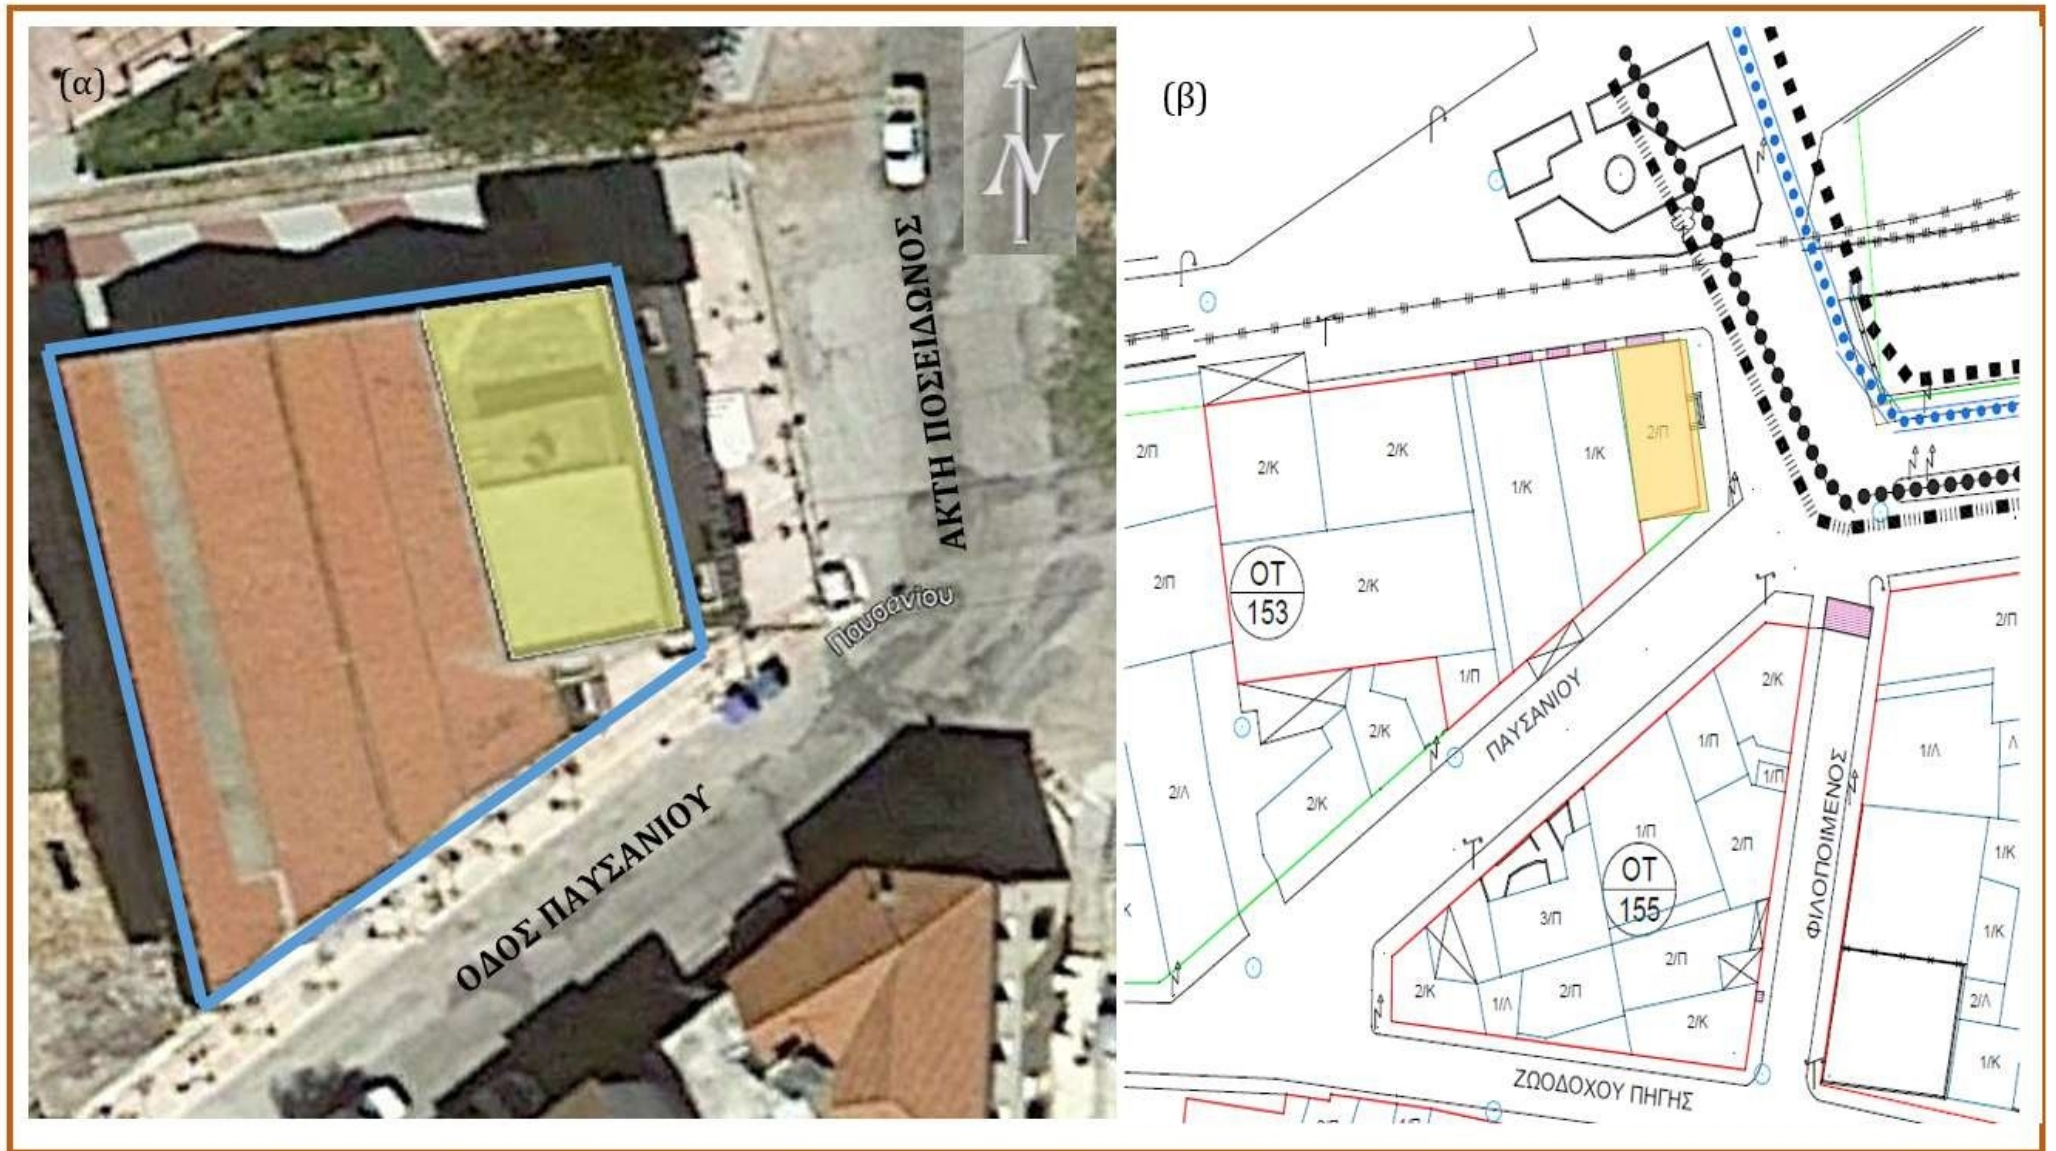 (α)
N
ΑΚΤΗ ΠΟΣΕΙΔΩΝΟΣ
Παυσανίου
ΟΔΟΣ ΠΑΥΣΑΝΙΟΥ
(β)
2/Π
2/Κ
2/Κ
1/Κ
1/Κ
2/Π
2/Π
ΟΤ
153
2/Κ
1/Π
2/Κ
2/Λ
2/Κ
Κ
ΠΑΥΣΑΝΙΟΥ
2/Κ
1/Π
1/Π
1/Π
2/Π
ΟΤ
155
3/Π
2/Π
2/Κ
1/Λ
2/Π
2/Κ
ΦΙΛΟΠΟΙΜΕΝΟΣ
2/Π
1/Λ
Λ
1/Κ
1/Κ
2/Λ
1/Κ
ΖΩΟΔΟΧΟΥ ΠΗΓΗΣ